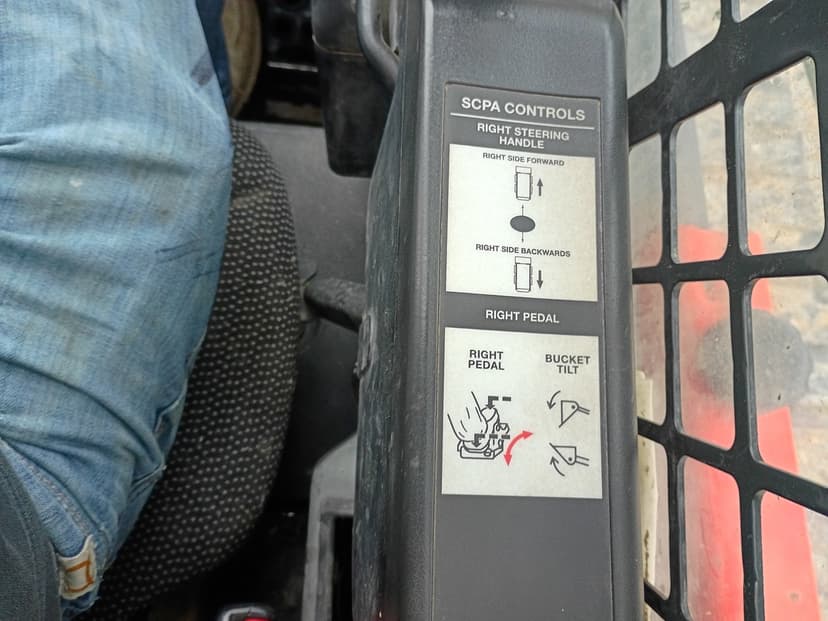 SCPA CONTROLS
RIGHT STEERING
HANDLE
RIGHT SIDE FORWARD
RIGHT SIDE BACKWARDS
RIGHT PEDAL
RIGHT
PEDAL
BUCKET
TILT